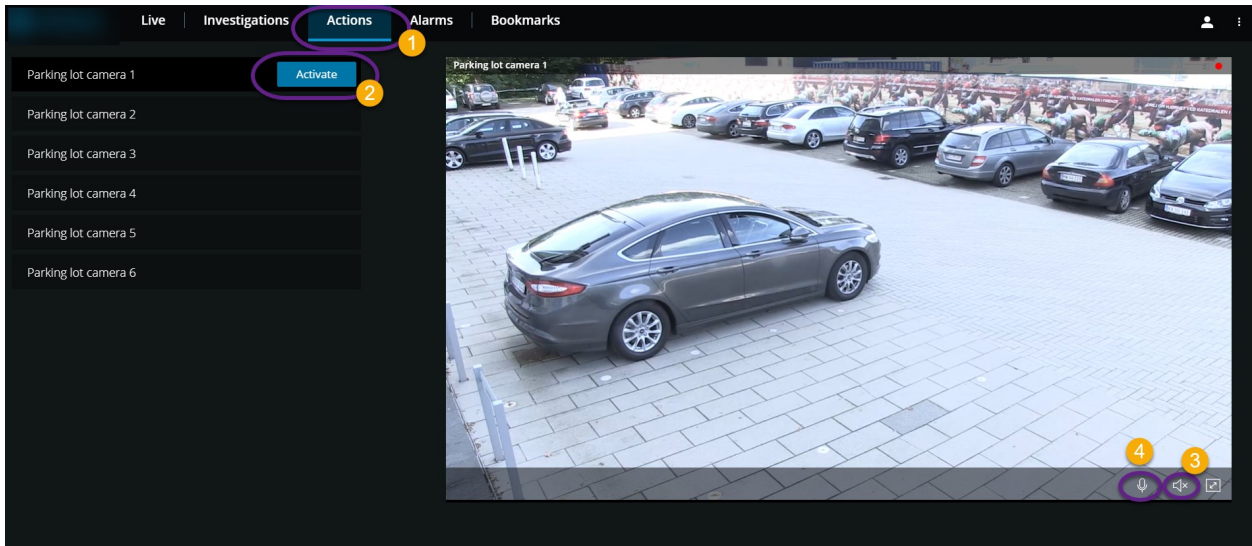 Live Investigations Actions Alarms Bookmarks
1
Parking lot camera 1 Activate
2
Parking lot camera 2
Parking lot camera 3
Parking lot camera 4
Parking lot camera 5
Parking lot camera 6
Parking lot camera 1
4
3